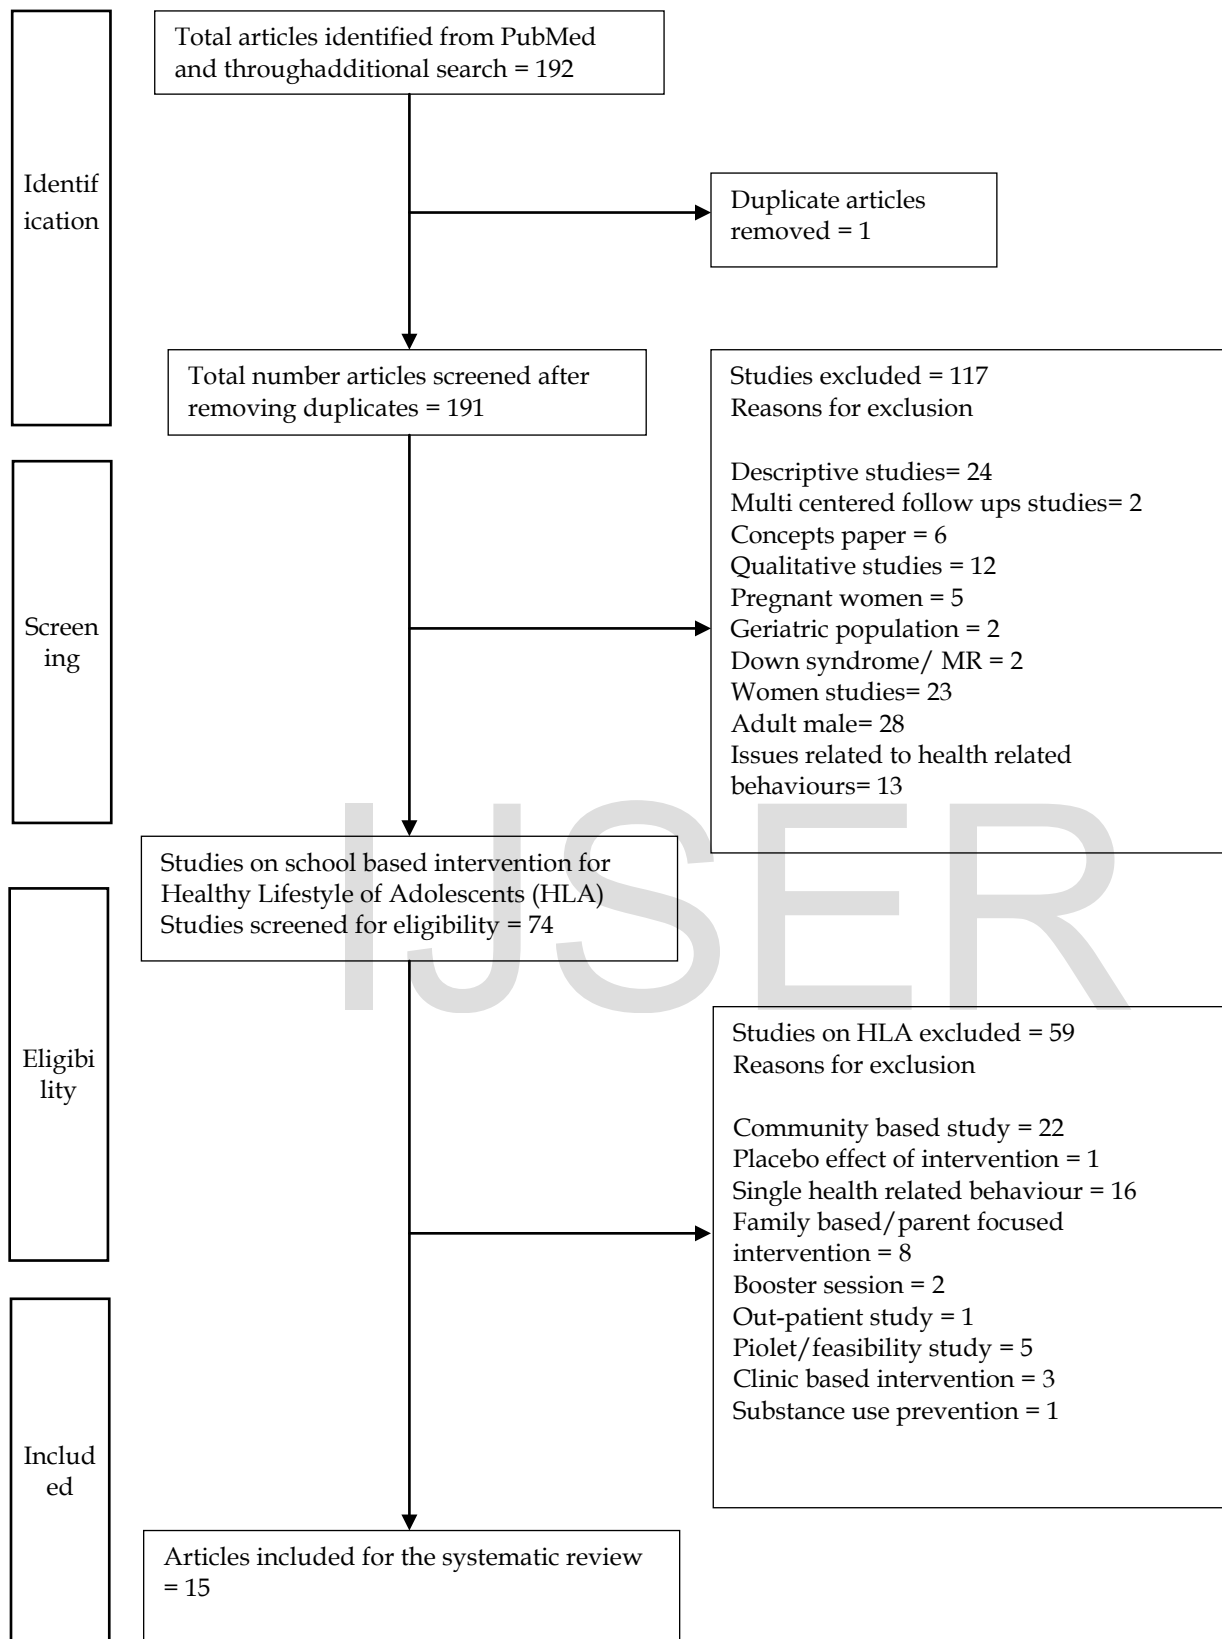 Total articles identified from PubMed
and throughadditional search = 192
Identif
ication
Duplicate articles
removed = 1
Total number articles screened after
removing duplicates = 191
Studies excluded = 117
Reasons for exclusion
Descriptive studies= 24
Multi centered follow ups studies= 2
Concepts paper = 6
Qualitative studies = 12
Pregnant women = 5
Geriatric population = 2
Down syndrome/ MR = 2
Women studies= 23
Adult male= 28
Issues related to health related
behaviours= 13
Screen
ing
Studies on school based intervention for
Healthy Lifestyle of Adolescents (HLA)
Studies screened for eligibility = 74
IJSER
Eligibi
lity
Studies on HLA excluded = 59
Reasons for exclusion
Community based study = 22
Placebo effect of intervention = 1
Single health related behaviour = 16
Family based/parent focused
intervention = 8
Booster session = 2
Out-patient study = 1
Piolet/feasibility study = 5
Clinic based intervention = 3
Substance use prevention = 1
Includ
ed
Articles included for the systematic review
= 15